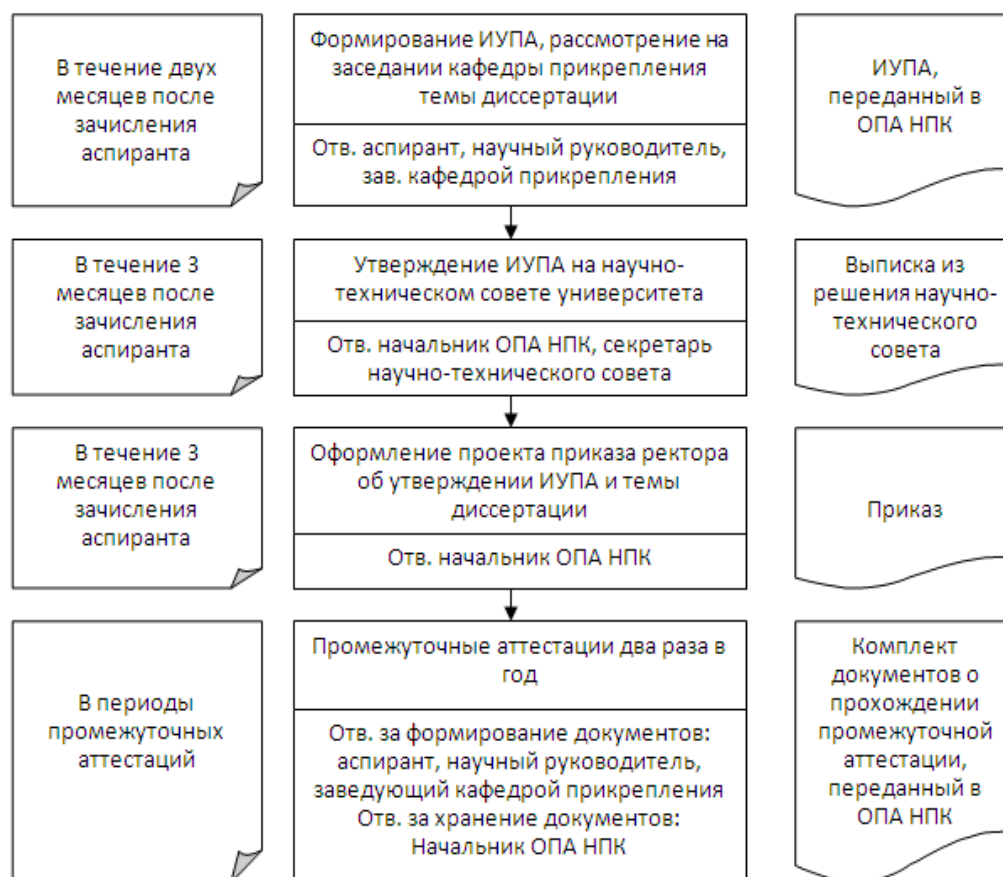 В течение двух
месяцев после
зачисления
аспиранта
Формирование ИУПА, рассмотрение на
заседании кафедры прикрепления
темы диссертации
Отв. аспирант, научный руководитель,
зав. кафедрой прикрепления
ИУПА,
переданный в
ОПА НПК
В течение 3
месяцев после
зачисления
аспиранта
Утверждение ИУПА на научно-
техническом совете университета
Отв. начальник ОПА НПК, секретарь
научно-технического совета
Выписка из
решения научно-
технического
совета
В течение 3
месяцев после
зачисления
аспиранта
Оформление проекта приказа ректора
об утверждении ИУПА и темы
диссертации
Отв. начальник ОПА НПК
Приказ
В периоды
промежуточных
аттестаций
Промежуточные аттестации два раза в
год
Отв. за формирование документов:
аспирант, научный руководитель,
заведующий кафедрой прикрепления
Отв. за хранение документов:
Начальник ОПА НПК
Комплект
документов о
прохождении
промежуточной
аттестации,
переданный в
ОПА НПК